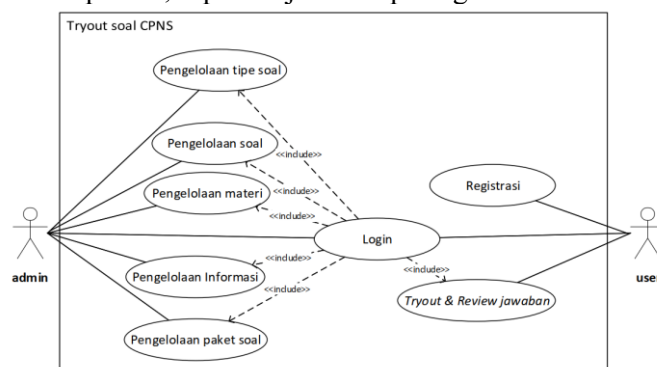 Tryout soal CPNS
Pengelolaan tipe soal
Pengelolaan soal
<<include>>
<<include>>
Pengelolaan materi
Registrasi
<<include>>
Login
admin
user
Pengelolaan Informasi
<<include>>
<<include>>
Tryout & Review jawaban
<<include>>
Pengelolaan paket soal